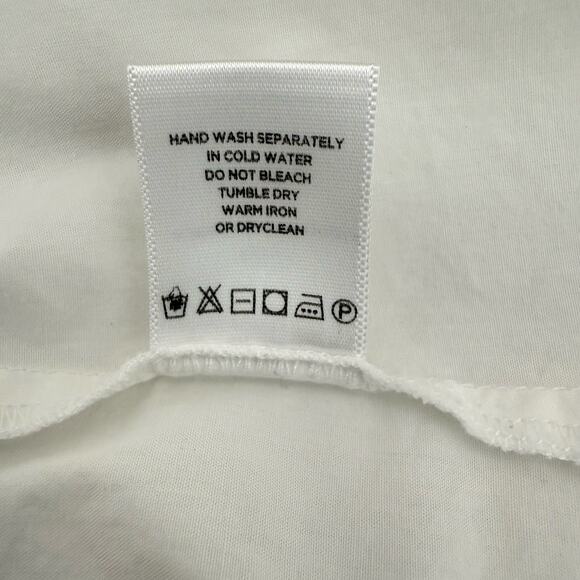 HAND WASH SEPARATELY
IN COLD WATER
DO NOT BLEACH
TUMBLE DRY
WARM IRON
OR DRYCLEAN
P